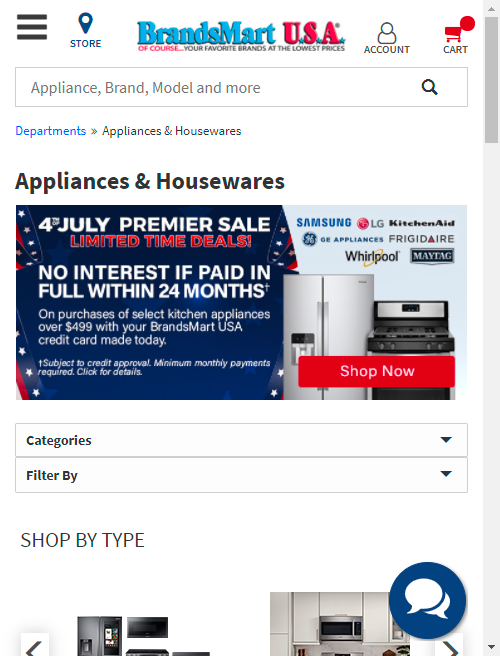 STORE
BrandsMart U.S.A.
OF COURSE...YOUR FAVORITE BRANDS AT THE LOWEST PRICES
ACCOUNT
CART
Appliance, Brand, Model and more
Departments » Appliances & Housewares
Appliances & Housewares
4TH OF JULY PREMIER SALE
LIMITED TIME DEALS!
NO INTEREST IF PAID IN
FULL WITHIN 24 MONTHS†
On purchases of select kitchen appliances
over $499 with your BrandsMart USA
credit card made today.
†Subject to credit approval. Minimum monthly payments
required. Click for details.
SAMSUNG LG KitchenAid
GE APPLIANCES FRIGIDAIRE
Whirlpool MAYTAG
Shop Now
Categories
Filter By
SHOP BY TYPE